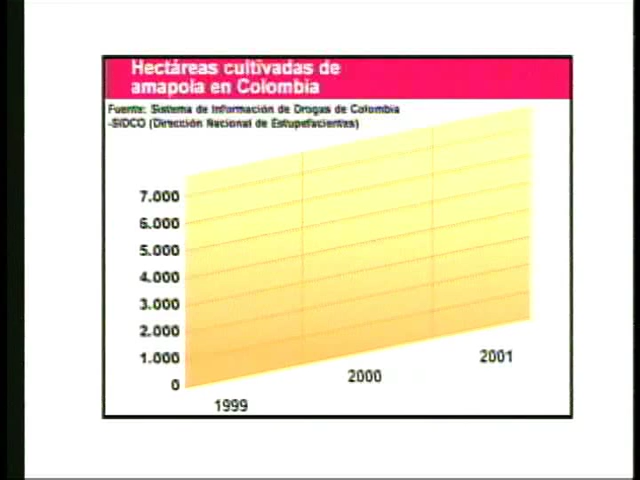 Hectáreas cultivadas de
amapola en Colombia
Fuente: Sistema de Información de Drogas de Colombia
-SIDCO (Dirección Nacional de Estupefacientes)
7.000
6.000
5.000
4.000
3.000
2.000
1.000
0
1999
2000
2001